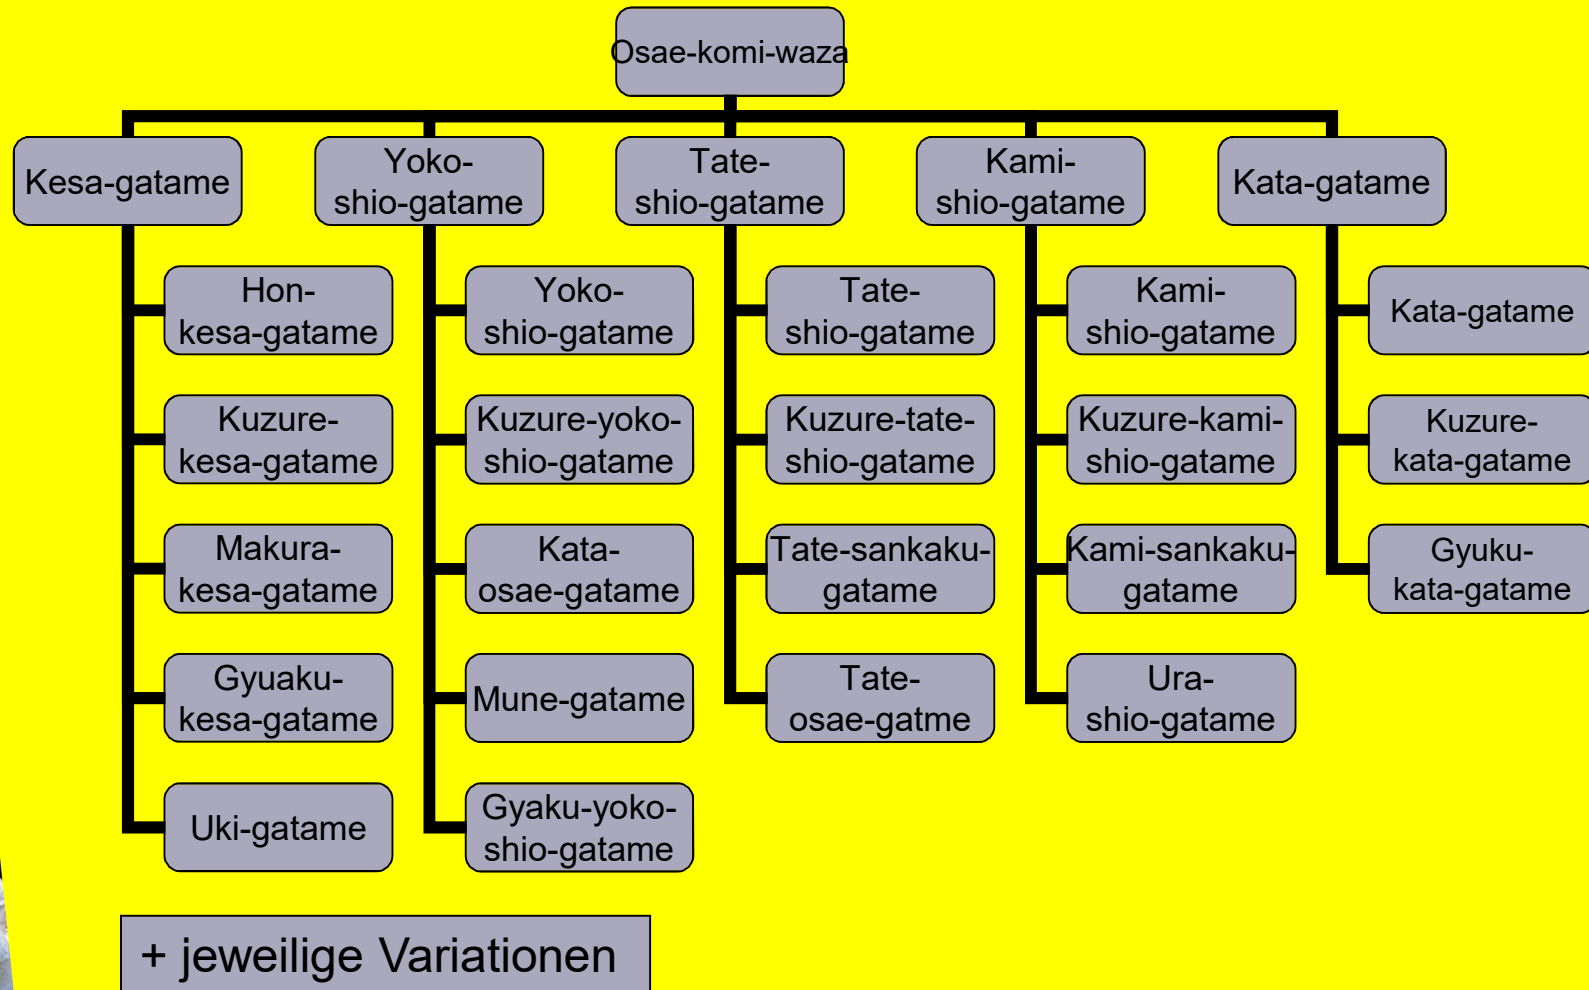 Osae-komi-waza
Kesa-gatame
Yoko-
shio-gatame
Tate-
shio-gatame
Kami-
shio-gatame
Kata-gatame
Hon-
kesa-gatame
Kuzure-
kesa-gatame
Makura-
kesa-gatame
Gyuaku-
kesa-gatame
Uki-gatame
Yoko-
shio-gatame
Kuzure-yoko-
shio-gatame
Kata-
osae-gatame
Mune-gatame
Gyaku-yoko-
shio-gatame
Tate-
shio-gatame
Kuzure-tate-
shio-gatame
Tate-sankaku-
gatame
Tate-
osae-gatme
Kami-
shio-gatame
Kuzure-kami-
shio-gatame
Kami-sankaku-
gatame
Ura-
shio-gatame
Kata-gatame
Kuzure-
kata-gatame
Gyuku-
kata-gatame
+ jeweilige Variationen